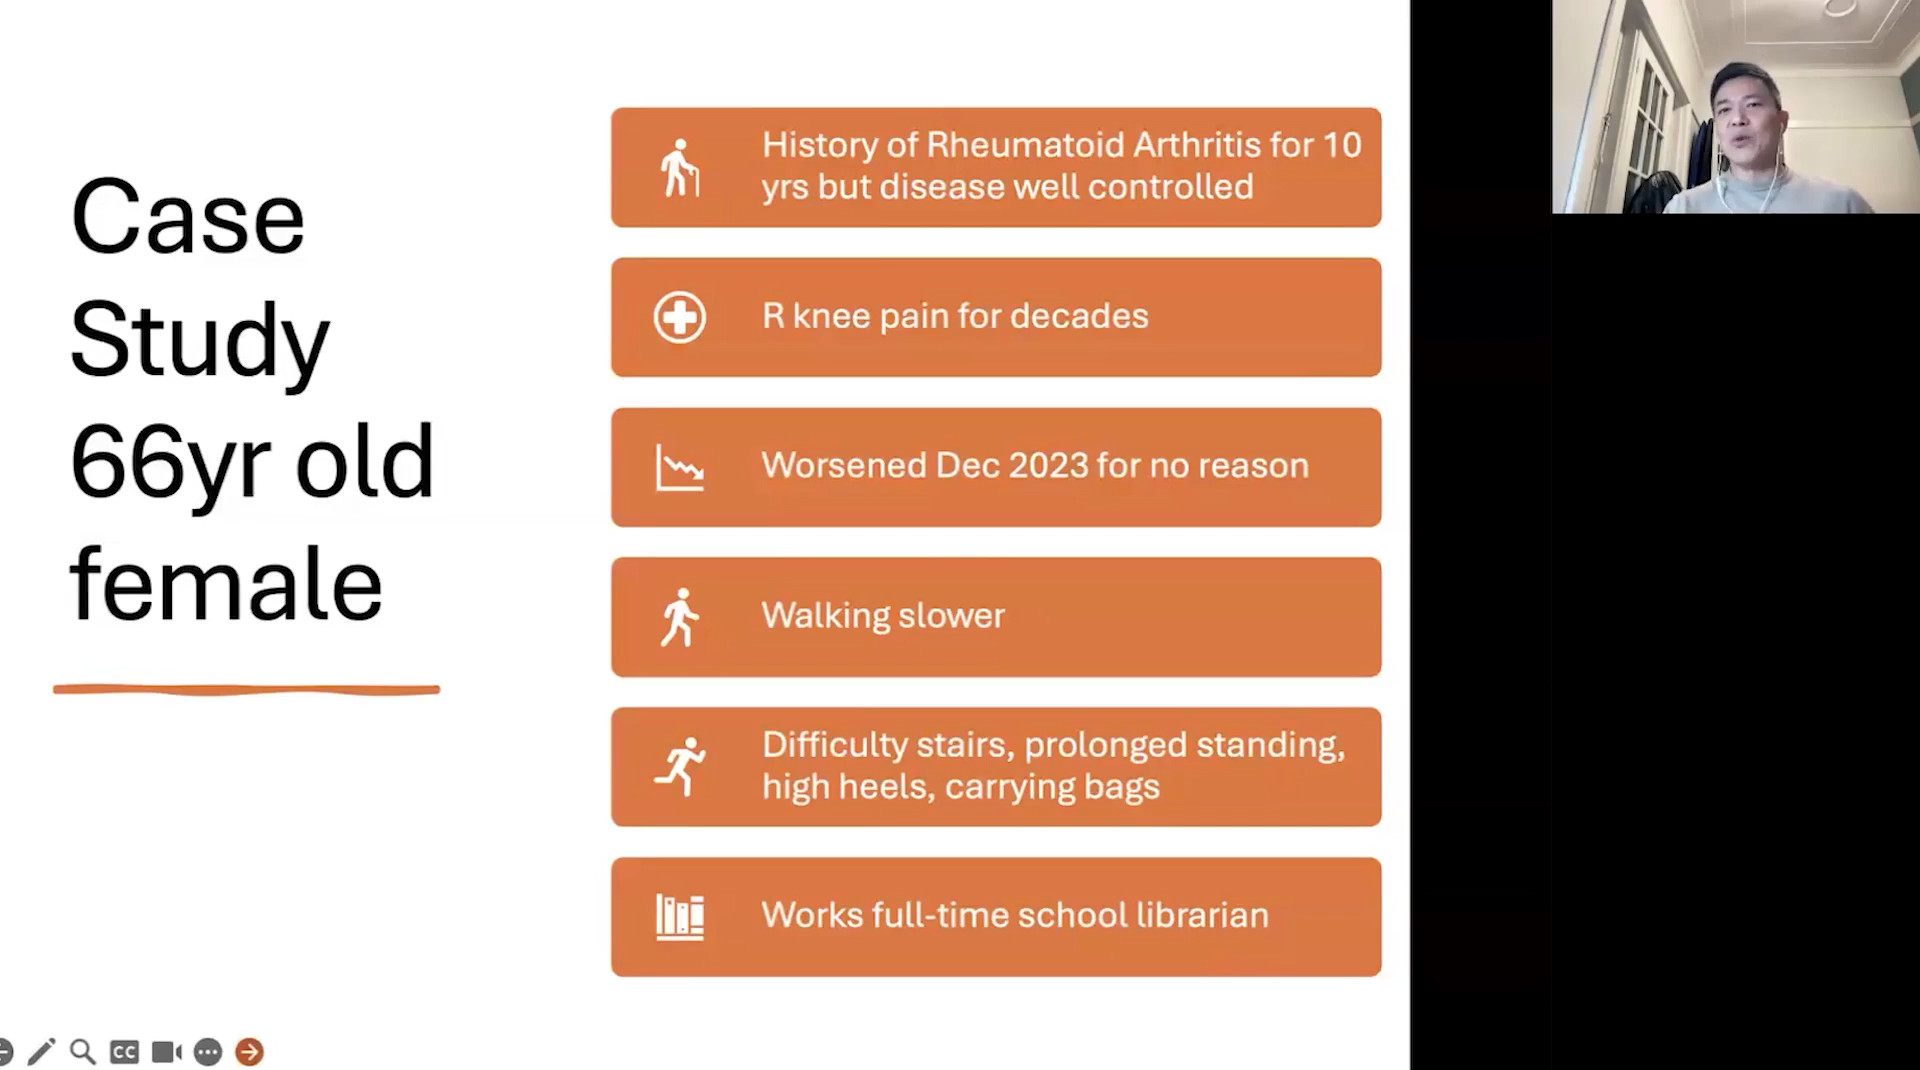 Case
Study
66yr old
female
History of Rheumatoid Arthritis for 10
yrs but disease well controlled
R knee pain for decades
Worsened Dec 2023 for no reason
Walking slower
Difficulty stairs, prolonged standing,
high heels, carrying bags
Works full-time school librarian
CC